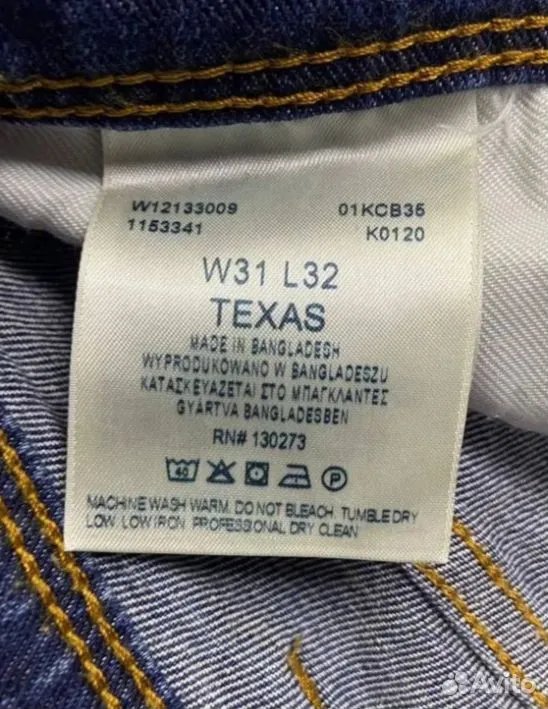 W12133009 01KCB35
1153341 K0120
W31 L32
TEXAS
MADE IN BANGLADESH
WYPRODUKOWANO W BANGLADESZU
ΚΑΤΑΣΚΕΥΑΖΕΤΑΙ ΣΤΟ ΜΠΑΓΚΛΑΝΤΕΣ
GYÁRTVA BANGLADESBEN
RN# 130273
40 P
MACHINE WASH WARM. DO NOT BLEACH. TUMBLE DRY
LOW. LOW IRON. PROFESSIONAL DRY CLEAN
Avito